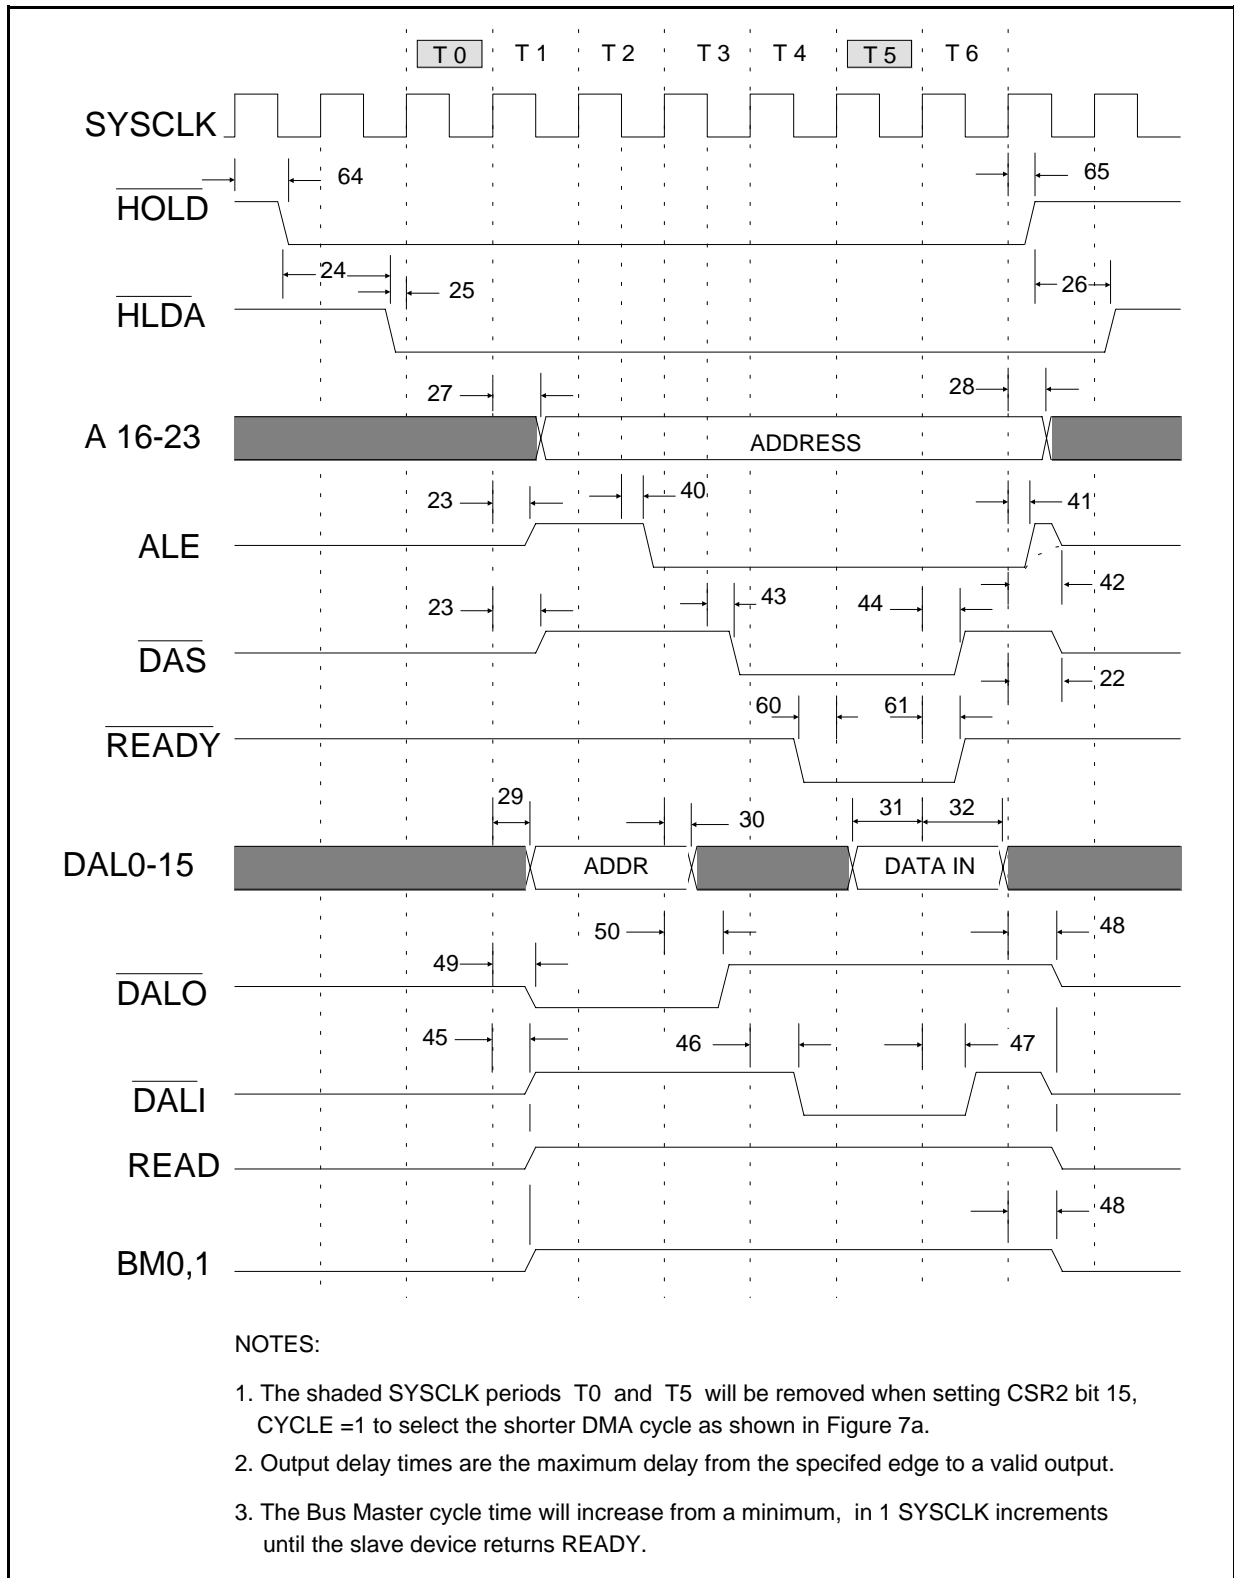 T 0 T 1 T 2 T 3 T 4 T 5 T 6
SYSCLK
64 65
HOLD
24 25 26
HLDA
27 28
A 16-23 ADDRESS
23 40 41
ALE
42
23 43 44
DAS
22
60 61
READY
29 30 31 32
DAL0-15 ADDR DATA IN
50 48
49
DALO
45 46 47
DALI
READ
48
BM0,1
NOTES:
1. The shaded SYSCLK periods T0 and T5 will be removed when setting CSR2 bit 15,
CYCLE =1 to select the shorter DMA cycle as shown in Figure 7a.
2. Output delay times are the maximum delay from the specifed edge to a valid output.
3. The Bus Master cycle time will increase from a minimum, in 1 SYSCLK increments
until the slave device returns READY.